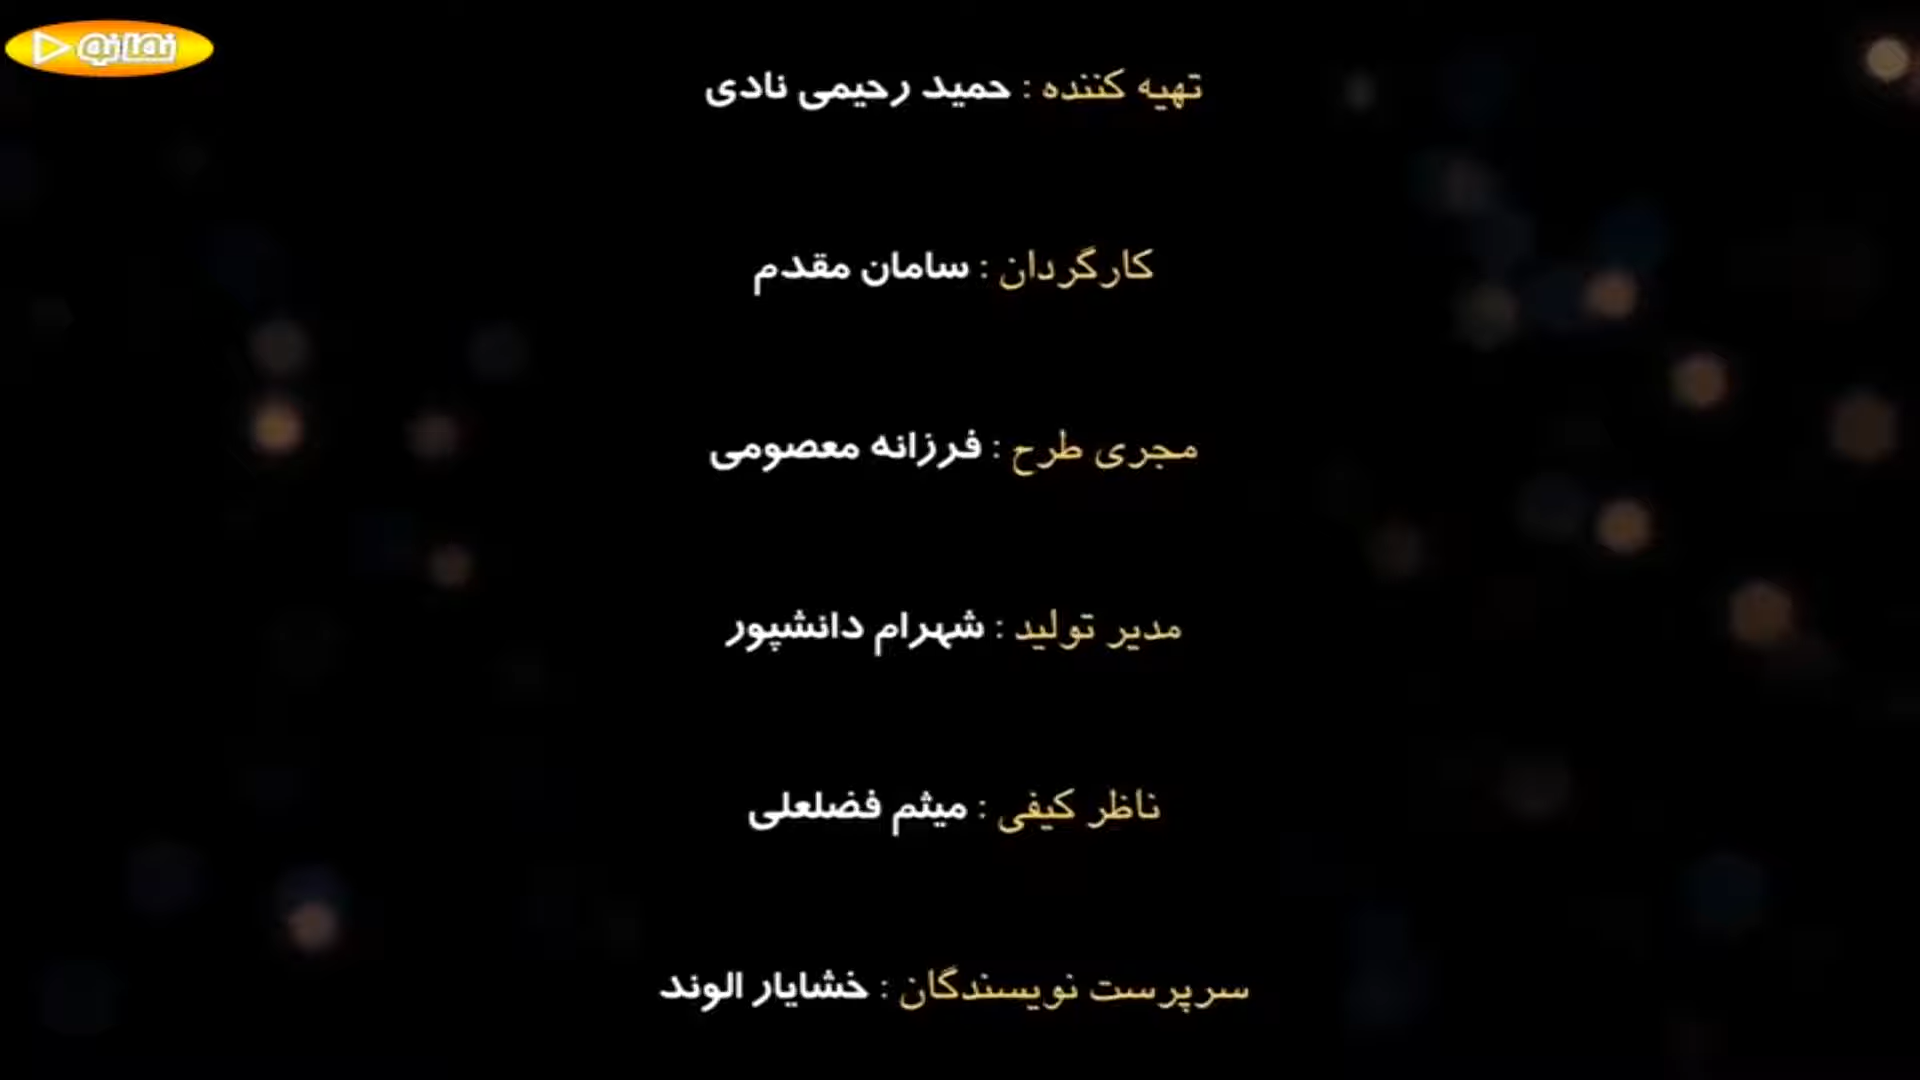 نمانه
تهیه کننده : حمید رحیمی نادی
کارگردان : سامان مقدم
مجری طرح : فرزانه معصومی
مدیر تولید : شهرام دانشپور
ناظر کیفی : میثم فضلعلی
سرپرست نویسندگان : خشایار الوند